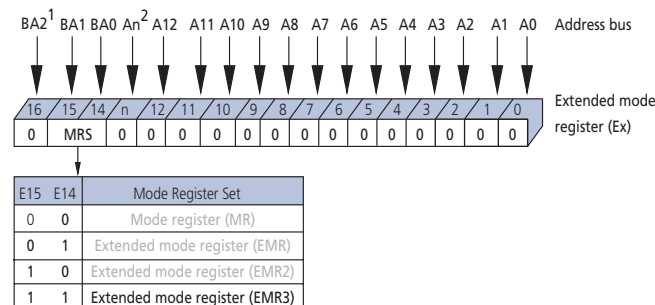 BA2¹ BA1 BA0 An² A12 A11 A10 A9 A8 A7 A6 A5 A4 A3 A2 A1 A0 Address bus
16 15 14 n 12 11 10 9 8 7 6 5 4 3 2 1 0 Extended mode
register (Ex)
0 MRS 0 0 0 0 0 0 0 0 0 0 0 0 0 0
E15 E14 Mode Register Set
0 0 Mode register (MR)
0 1 Extended mode register (EMR)
1 0 Extended mode register (EMR2)
1 1 Extended mode register (EMR3)